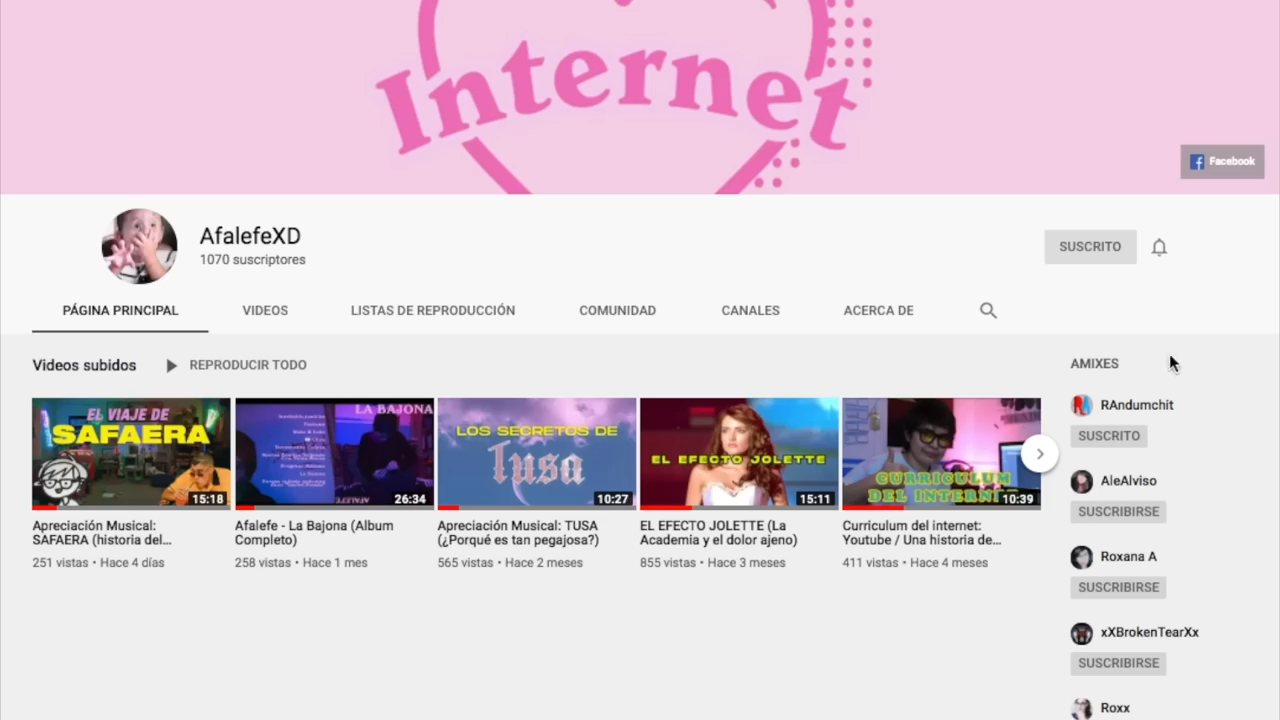 Internet
Facebook
AfalefeXD
1070 suscriptores
SUSCRITO
PÁGINA PRINCIPAL
VIDEOS
LISTAS DE REPRODUCCIÓN
COMUNIDAD
CANALES
ACERCA DE
Videos subidos
REPRODUCIR TODO
EL VIAJE DE
SAFAERA
15:18
Apreciación Musical:
SAFAERA (historia del...
251 vistas • Hace 4 días
LA BAJONA
26:34
Afalefe - La Bajona (Album
Completo)
258 vistas • Hace 1 mes
LOS SECRETOS DE
Tusa
10:27
Apreciación Musical: TUSA
(¿Porqué es tan pegajosa?)
565 vistas • Hace 2 meses
EL EFECTO JOLETTE
15:11
EL EFECTO JOLETTE (La
Academia y el dolor ajeno)
855 vistas • Hace 3 meses
CURRICULUM
DEL INTERNET
10:39
Curriculum del internet:
Youtube / Una historia de...
411 vistas • Hace 4 meses
AMIXES
RAndumchit
SUSCRITO
AleAlviso
SUSCRIBIRSE
Roxana A
SUSCRIBIRSE
xXBrokenTearXx
SUSCRIBIRSE
Roxx